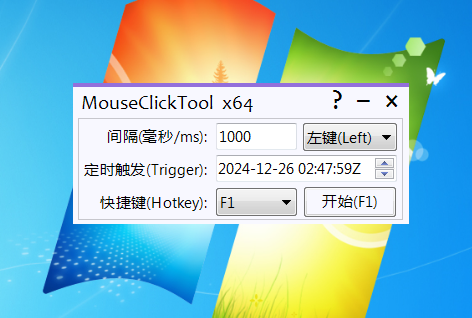 MouseClickTool x64 ?
间隔(毫秒/ms): 1000 左键(Left)
定时触发(Trigger): 2024-12-26 02:47:59Z
快捷键(Hotkey): F1 开始(F1)